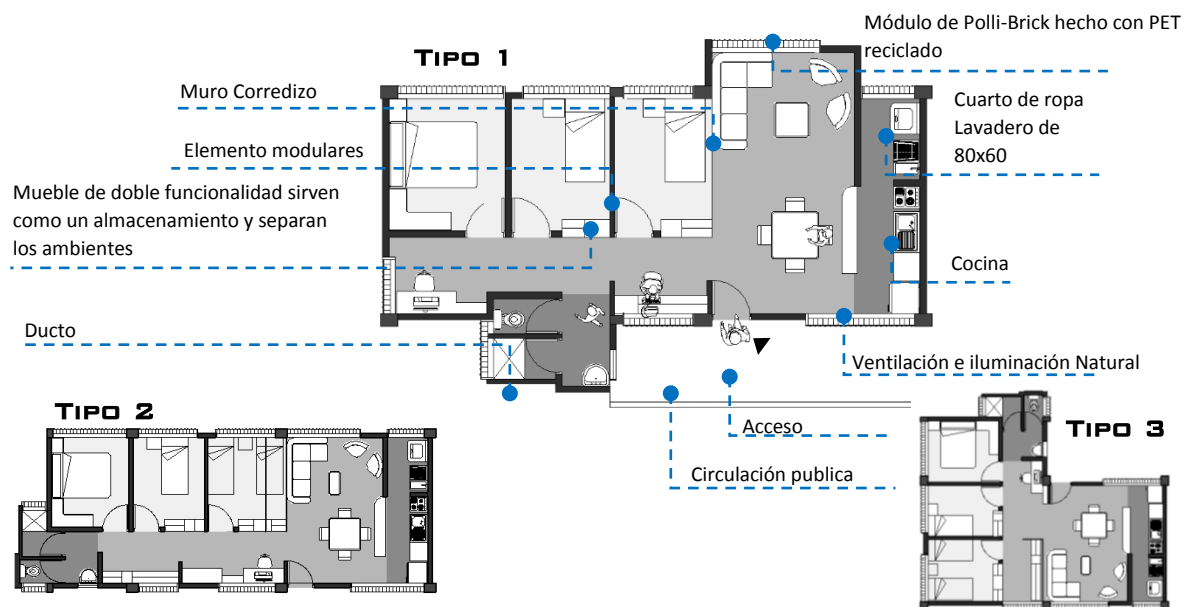 Módulo de Polli-Brick hecho con PET
reciclado
TIPO 1
Muro Corredizo
Cuarto de ropa
Lavadero de
80x60
Elemento modulares
Mueble de doble funcionalidad sirven
como un almacenamiento y separan
los ambientes
Cocina
Ducto
Ventilación e iluminación Natural
TIPO 2
Acceso
TIPO 3
Circulación publica